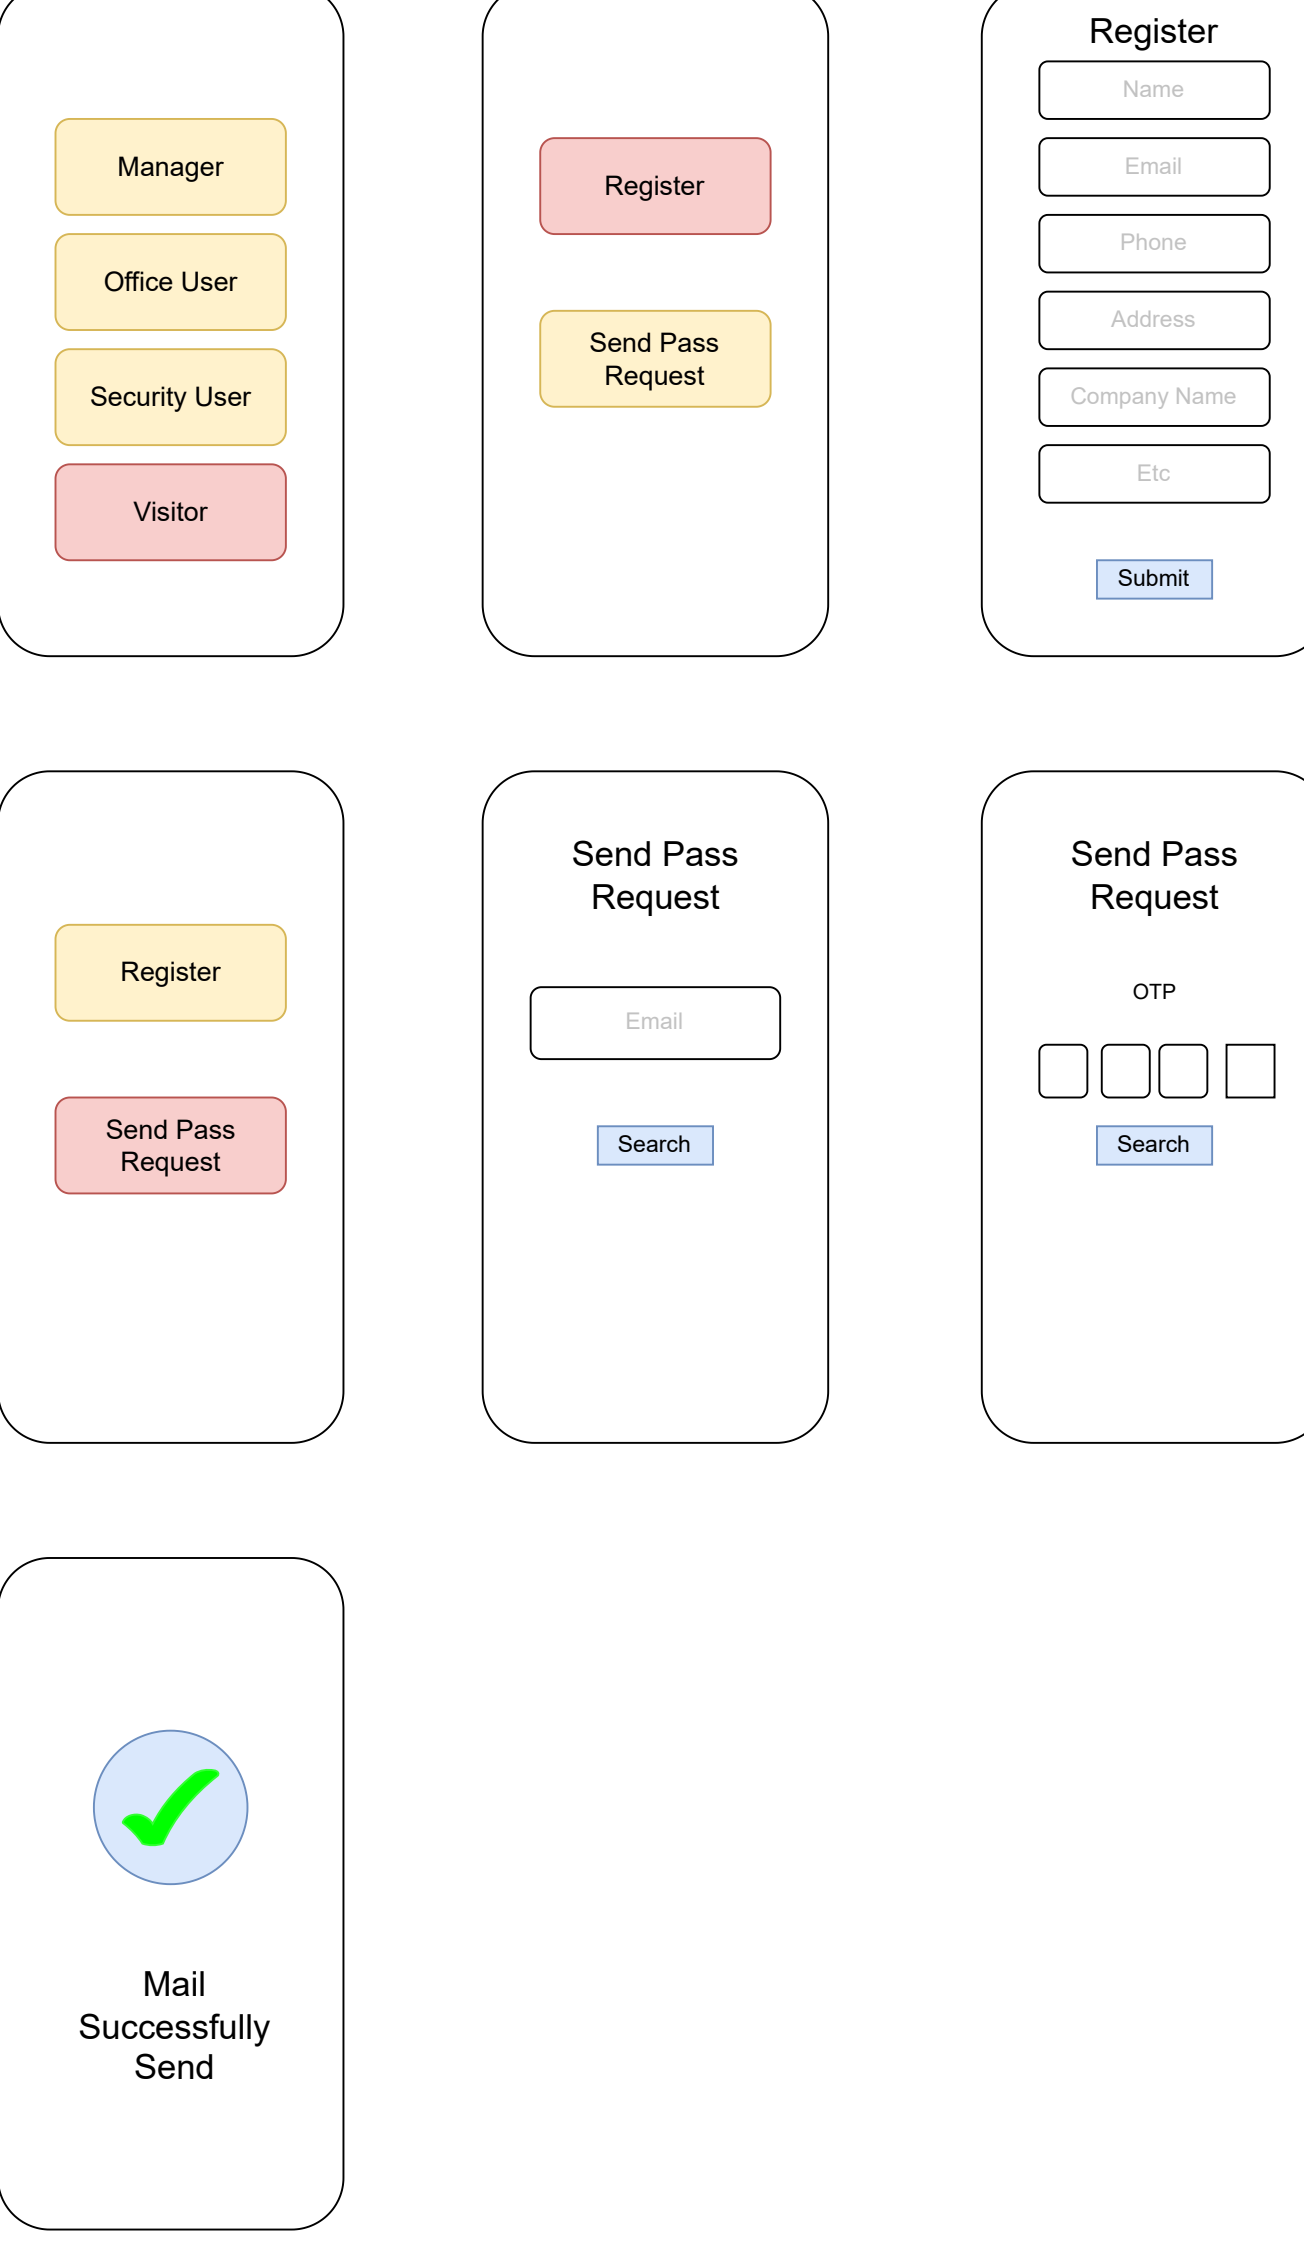 Manager
Office User
Security User
Visitor
Register
Send Pass
Request
Register
Name
Email
Phone
Address
Company Name
Etc
Submit
Register
Send Pass
Request
Send Pass
Request
Email
Search
Send Pass
Request
OTP
Search
Mail
Successfully
Send